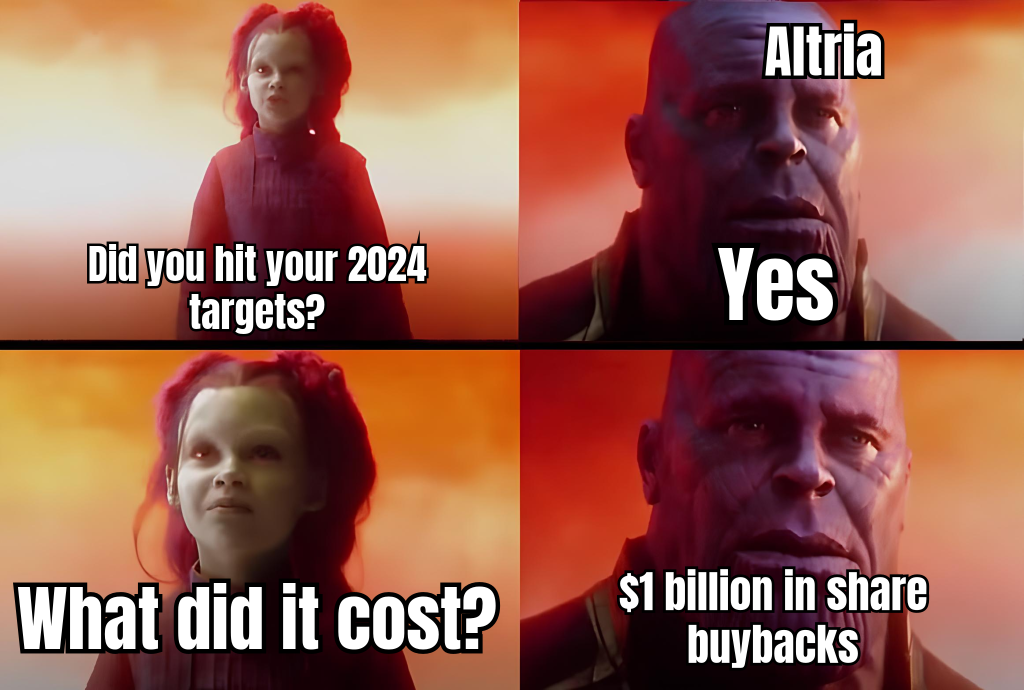 Did you hit your 2024
targets?
Altria
Yes
What did it cost?
$1 billion in share
buybacks